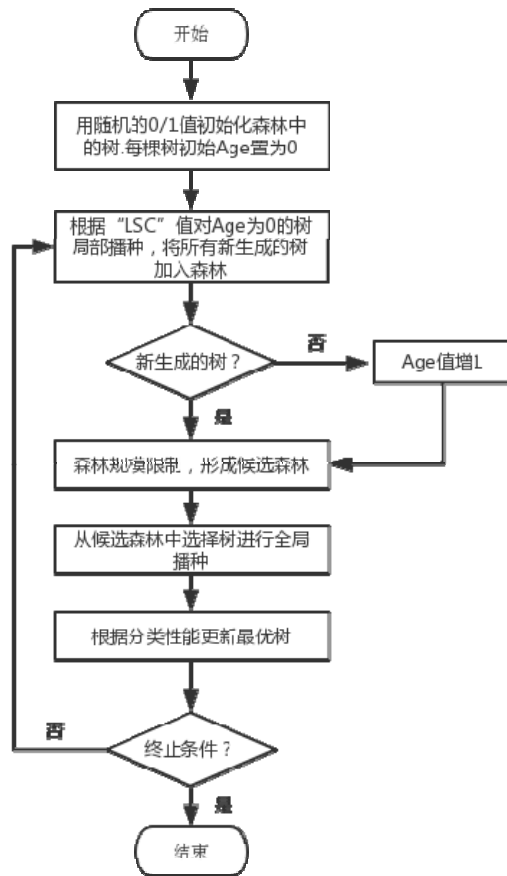 开始
用随机的0/1值初始化森林中
的树.每棵树初始Age置为0
根据“LSC”值对Age为0的树
局部播种，将所有新生成的树
加入森林
新生成的树？
否
Age值增1
是
森林规模限制，形成候选森林
从候选森林中选择树进行全局
播种
根据分类性能更新最优树
否
终止条件？
是
结束